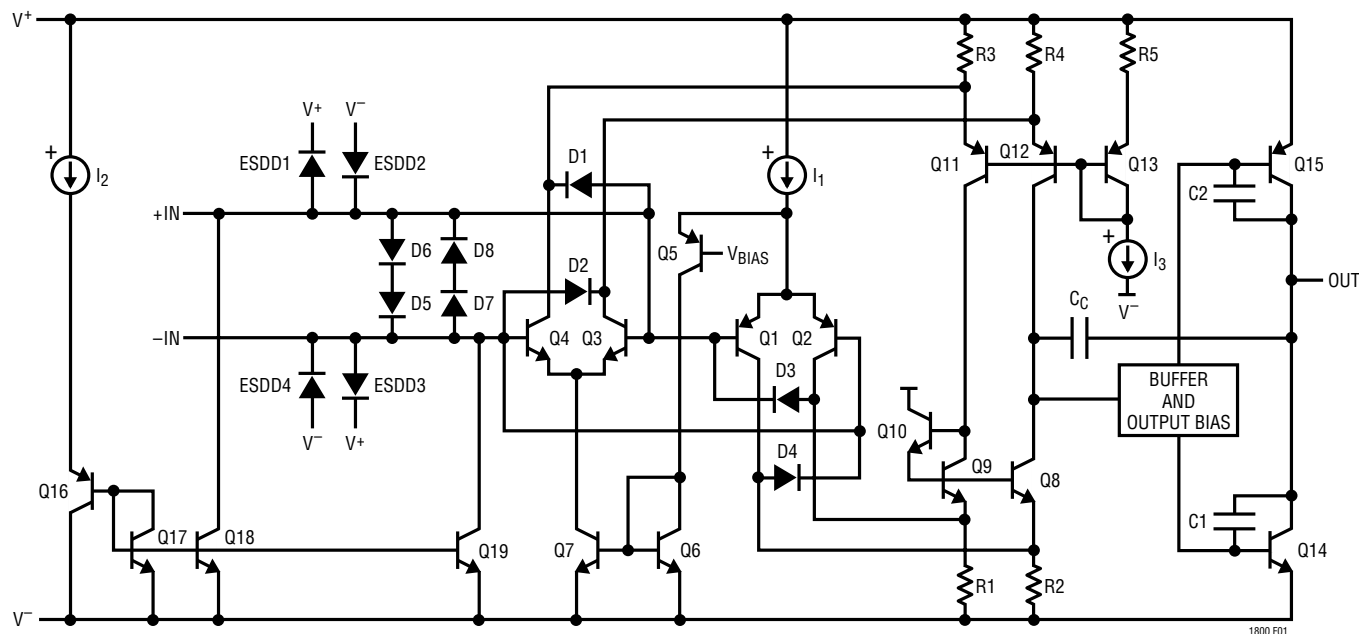 V+
R3
R4
R5
V+
V−
+
I2
ESDD1
ESDD2
D1
+
I1
Q11
Q12
Q13
Q15
C2
+IN
D6
D8
Q5
VBIAS
+
I3
V−
OUT
D2
D5
D7
−IN
Q4
Q3
Q1
Q2
CC
ESDD4
ESDD3
D3
BUFFER
AND
OUTPUT BIAS
V−
V+
Q10
D4
Q9
Q8
Q16
Q17
Q18
Q19
Q7
Q6
C1
Q14
R1
R2
V−
1800 F01